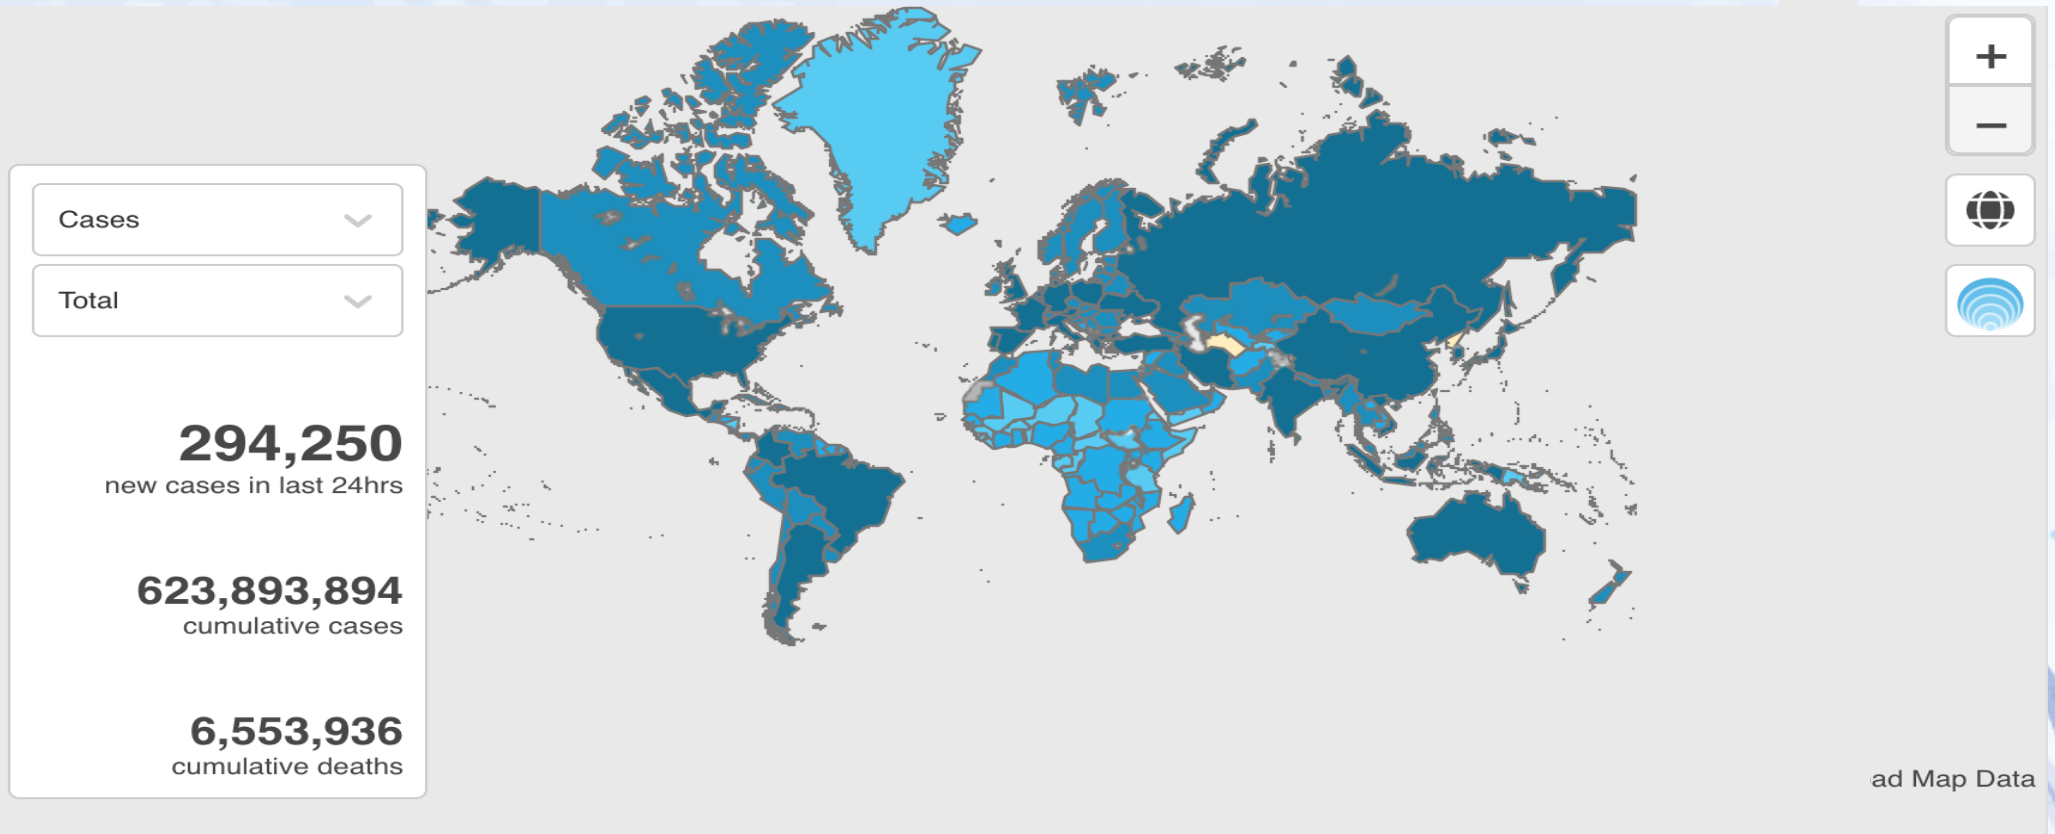 Cases
Total
294,250
new cases in last 24hrs
623,893,894
cumulative cases
6,553,936
cumulative deaths
+
−
ad Map Data